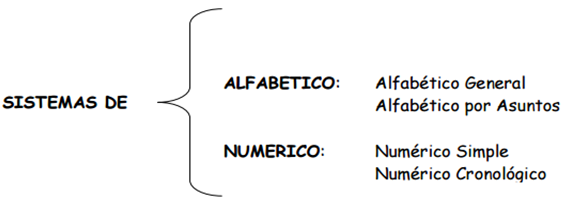 SISTEMAS DE
ALFABETICO: Alfabético General
Alfabético por Asuntos
NUMERICO: Numérico Simple
Numérico Cronológico